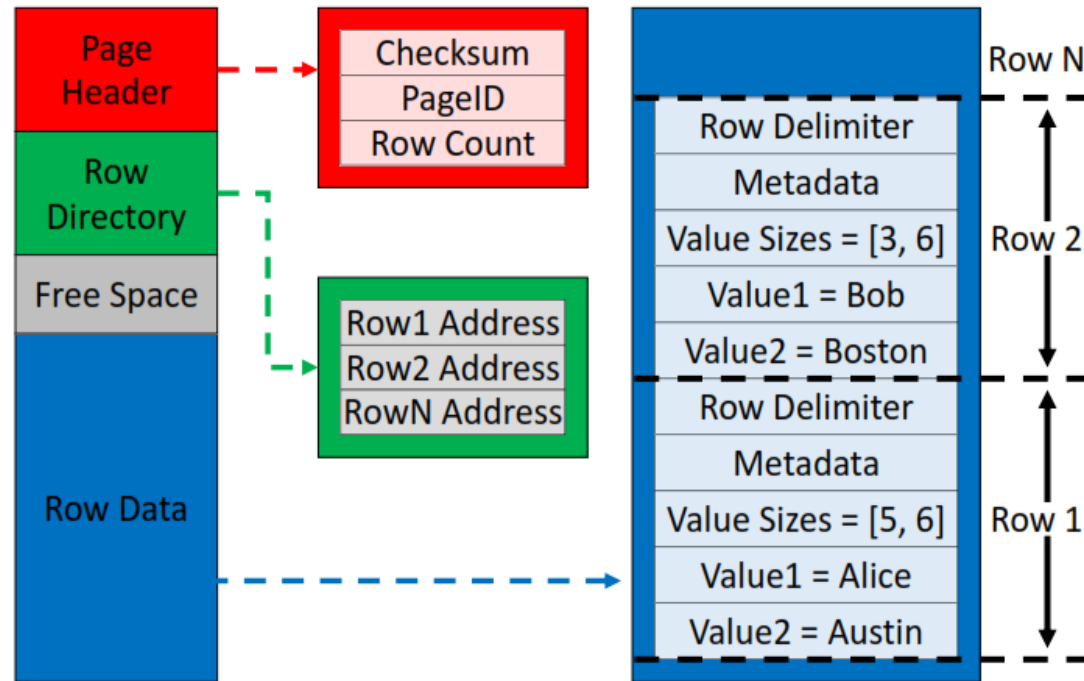 Page
Header
Row
Directory
Free Space
Row Data
Checksum
PageID
Row Count
Row1 Address
Row2 Address
RowN Address
Row N
Row Delimiter
Metadata
Value Sizes = [3, 6]
Value1 = Bob
Value2 = Boston
Row 2
Row Delimiter
Metadata
Value Sizes = [5, 6]
Value1 = Alice
Value2 = Austin
Row 1